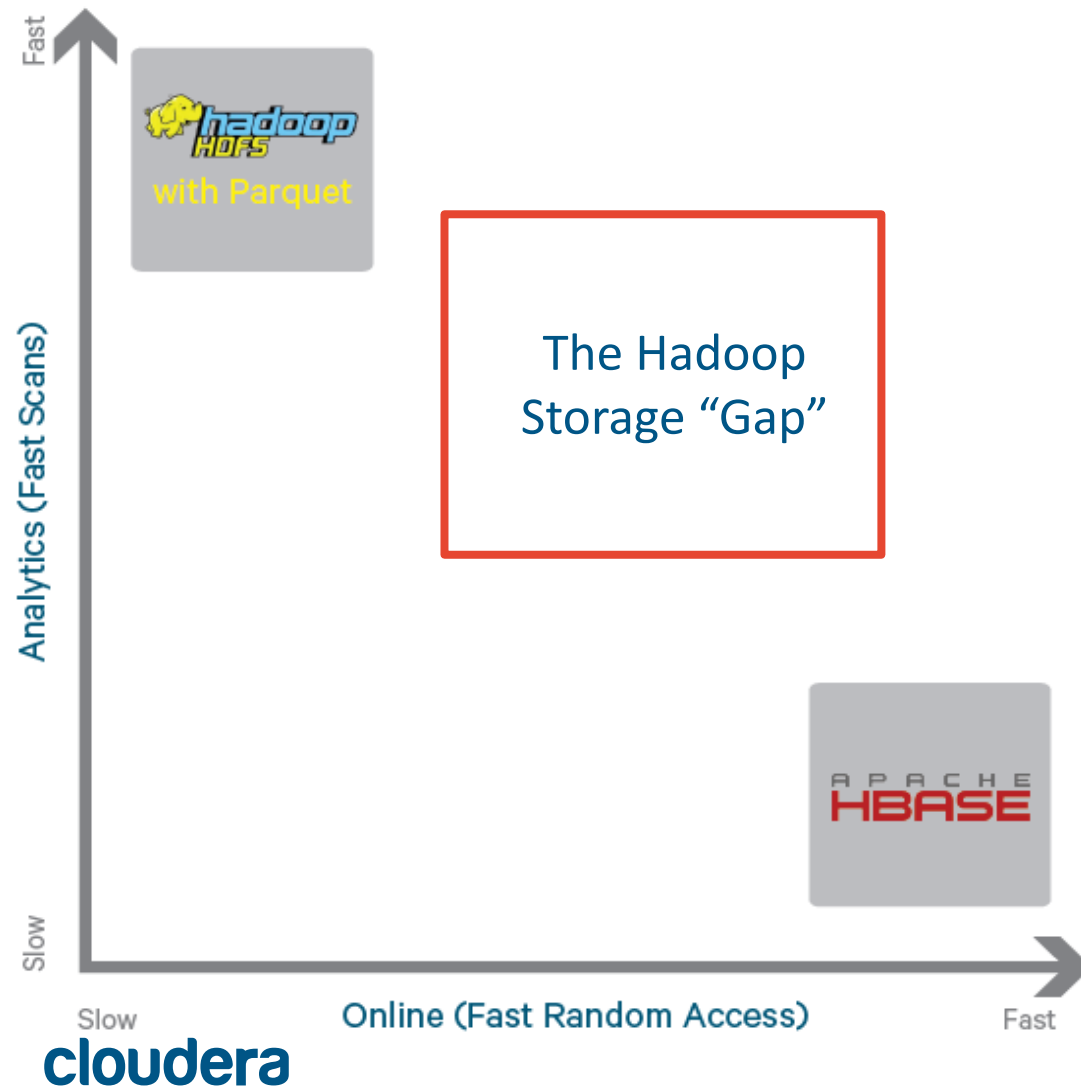 Fast
hadoop
HDFS
with Parquet
The Hadoop
Storage “Gap”
Analytics (Fast Scans)
APACHE
HBASE
Slow
Slow
Online (Fast Random Access)
Fast
cloudera